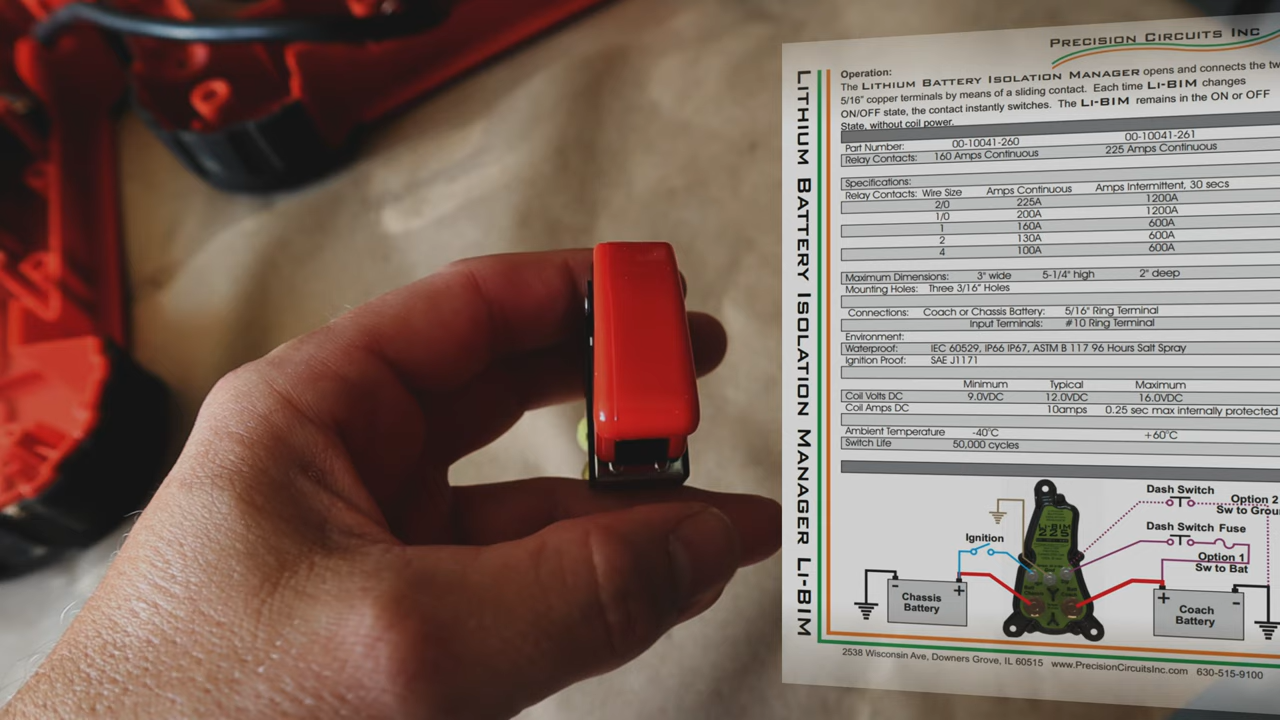 PRECISION CIRCUITS INC
LITHIUM BATTERY ISOLATION MANAGER LI-BIM
Operation:
The LITHIUM BATTERY ISOLATION MANAGER opens and connects the tw
5/16" copper terminals by means of a sliding contact. Each time LI-BIM changes
ON/OFF state, the contact instantly switches. The LI-BIM remains in the ON or OFF
State, without coil power.
Part Number: 00-10041-260 00-10041-261
Relay Contacts: 160 Amps Continuous 225 Amps Continuous
Specifications:
Relay Contacts: Wire Size Amps Continuous Amps Intermittent, 30 secs
2/0 225A 1200A
1/0 200A 1200A
1 160A 600A
2 130A 600A
4 100A 600A
Maximum Dimensions: 3" wide 5-1/4" high 2" deep
Mounting Holes: Three 3/16" Holes
Connections: Coach or Chassis Battery: 5/16" Ring Terminal
Input Terminals: #10 Ring Terminal
Environment:
Waterproof: IEC 60529, IP66 IP67, ASTM B 117 96 Hours Salt Spray
Ignition Proof: SAE J1171
Minimum Typical Maximum
Coil Volts DC 9.0VDC 12.0VDC 16.0VDC
Coil Amps DC 10amps 0.25 sec max internally protected
Ambient Temperature -40°C +60°C
Switch Life 50,000 cycles
Dash Switch
Option 2
Sw to Grou
Dash Switch Fuse
Option 1
Sw to Bat
Ignition
LI-BIM
225
- +
Chassis
Battery
+ -
Coach
Battery
2538 Wisconsin Ave, Downers Grove, IL 60515 www.PrecisionCircuitsInc.com 630-515-9100